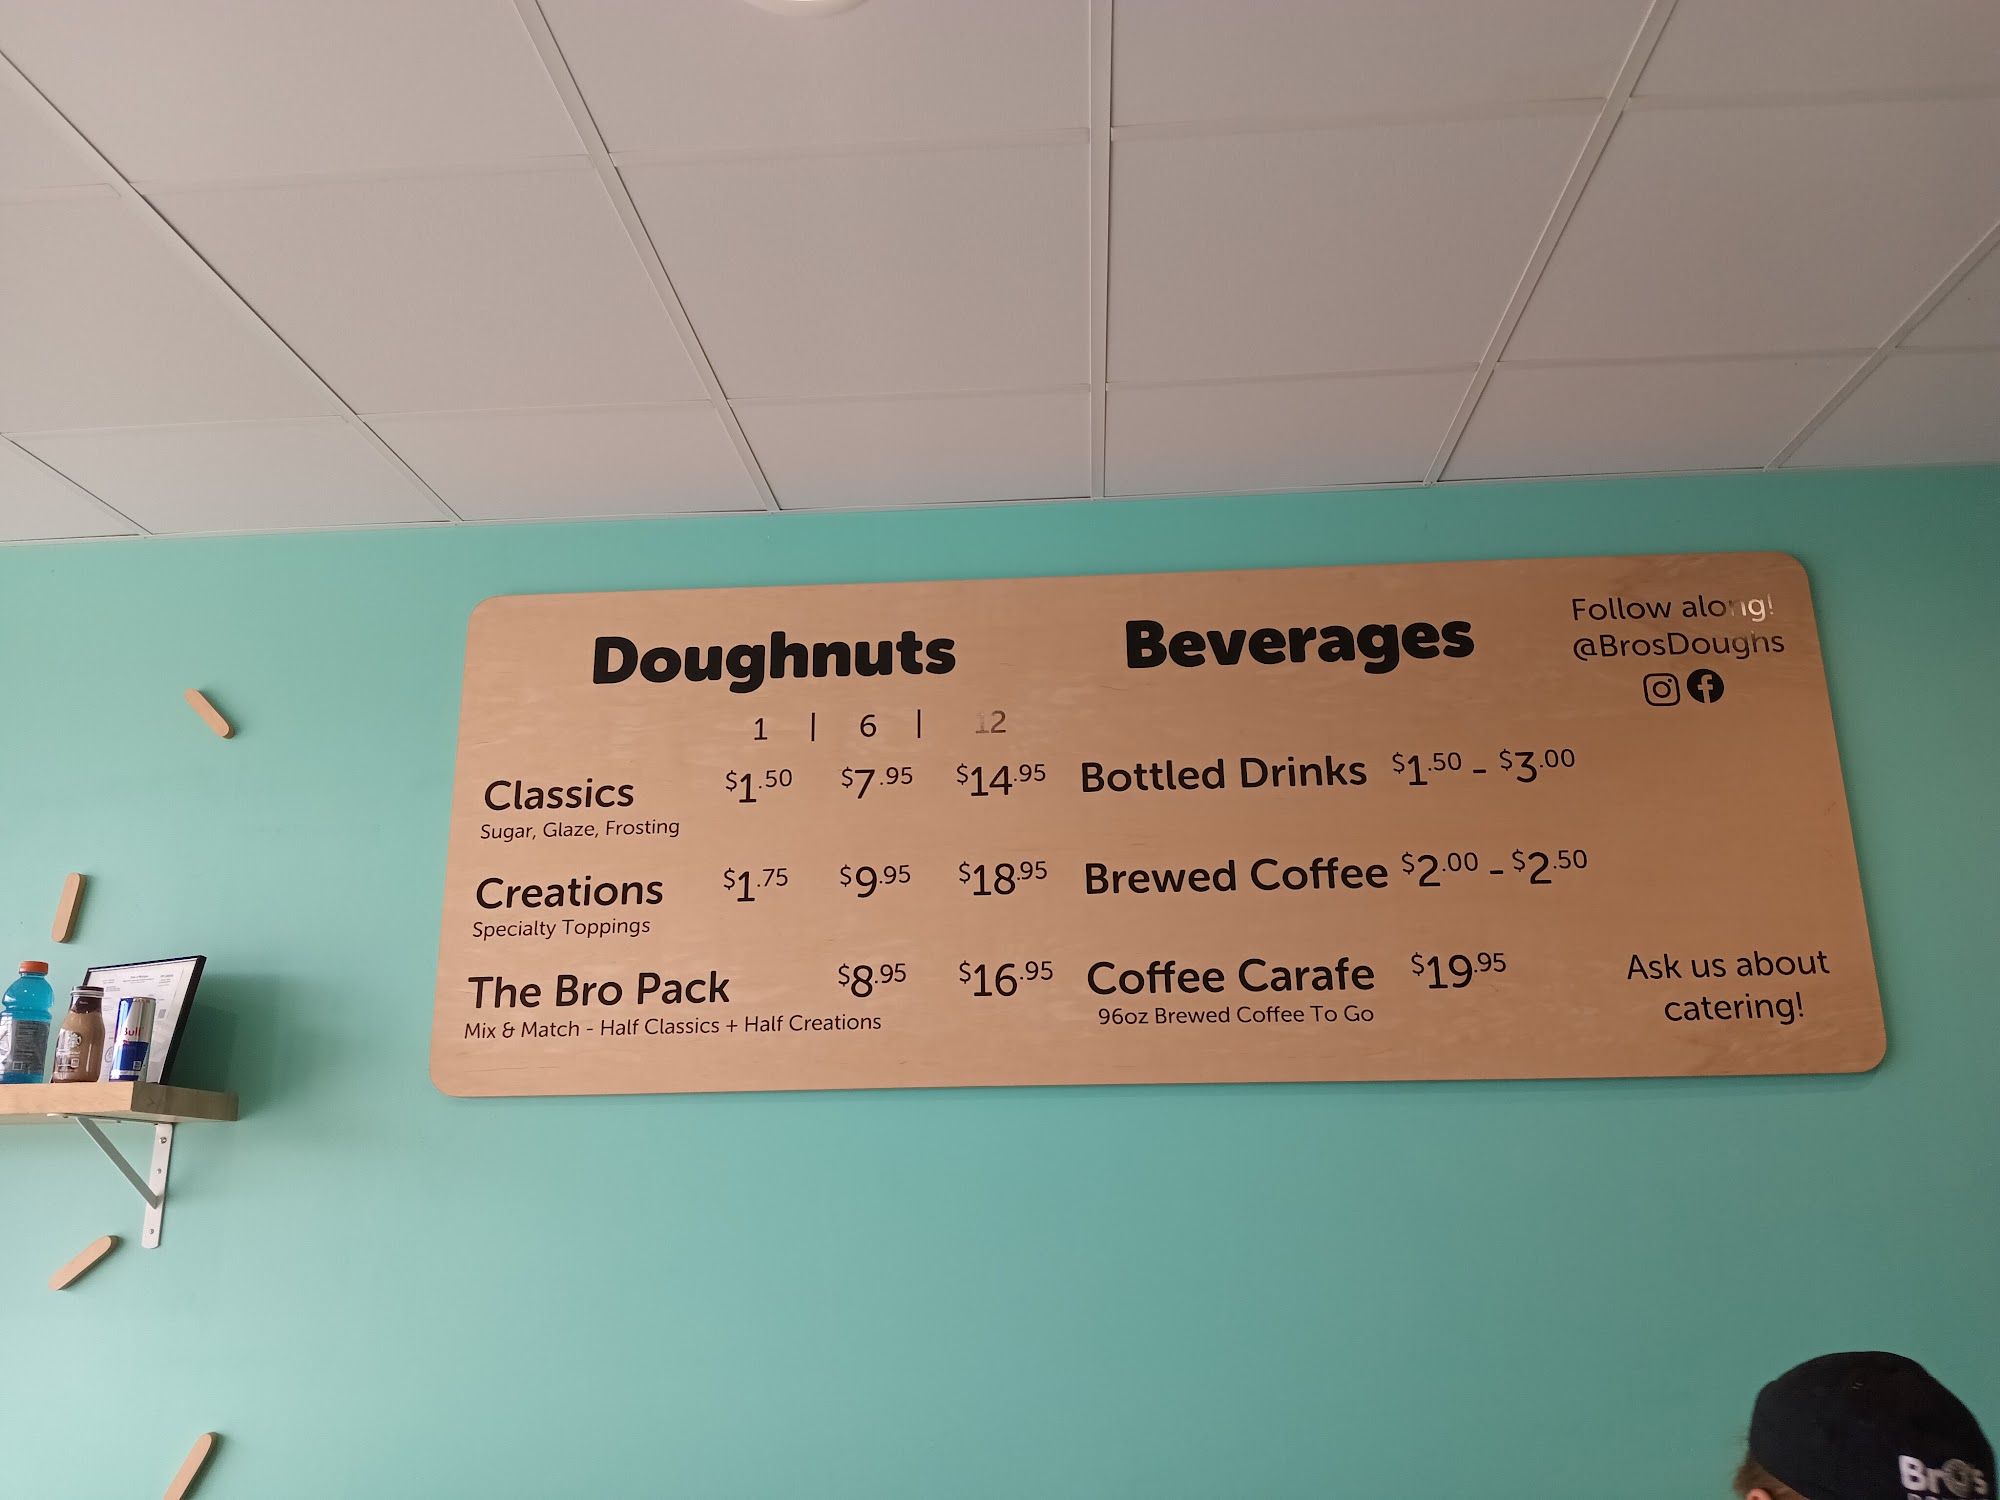 Doughnuts
1 | 6 | 12
Classics $1.50 $7.95 $14.95
Sugar, Glaze, Frosting
Creations $1.75 $9.95 $18.95
Specialty Toppings
The Bro Pack $8.95 $16.95
Mix & Match - Half Classics + Half Creations
Beverages
Bottled Drinks $1.50 - $3.00
Brewed Coffee $2.00 - $2.50
Coffee Carafe $19.95
96oz Brewed Coffee To Go
Follow along!
@BrosDoughs
Ask us about
catering!
Bull
Bro's